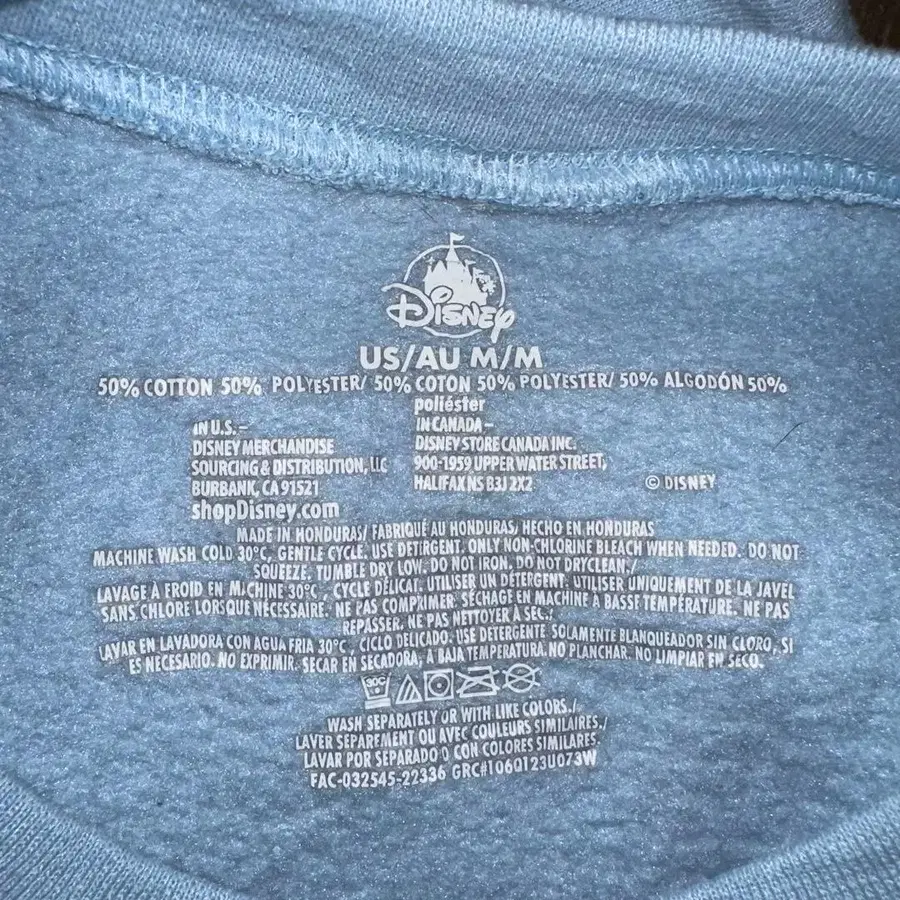 Disney
US/AU M/M
50% COTTON 50% POLYESTER/ 50% COTON 50% POLYESTER/ 50% ALGODÓN 50%
poliéster
IN U.S. –
DISNEY MERCHANDISE
SOURCING & DISTRIBUTION, LLC
BURBANK, CA 91521
shopDisney.com
IN CANADA –
DISNEY STORE CANADA INC.
900-1959 UPPER WATER STREET,
HALIFAX NS B3J 2X2
© DISNEY
MADE IN HONDURAS/ FABRIQUÉ AU HONDURAS/ HECHO EN HONDURAS
MACHINE WASH COLD 30°C, GENTLE CYCLE. USE DETERGENT. ONLY NON-CHLORINE BLEACH WHEN NEEDED. DO NOT
SQUEEZE. TUMBLE DRY LOW. DO NOT IRON. DO NOT DRYCLEAN./
LAVAGE A FROID EN MACHINE 30°C , CYCLE DÉLICAT. UTILISER UN DÉTERGENT. UTILISER UNIQUEMENT DE LA JAVEL
SANS CHLORE LORSQUE NÉCESSAIRE. NE PAS COMPRIMER. SÉCHAGE EN MACHINE A BASSE TEMPÉRATURE. NE PAS
REPASSER. NE PAS NETTOYER A SEC./
LAVAR EN LAVADORA CON AGUA FRIA 30°C , CICLO DELICADO. USE DETERGENTE SOLAMENTE BLANQUEADOR SIN CLORO, SI
ES NECESARIO. NO EXPRIMIR. SECAR EN SECADORA, A BAJA TEMPERATURA. NO PLANCHAR. NO LIMPIAR EN SECO.
30C
WASH SEPARATELY OR WITH LIKE COLORS./
LAVER SEPAREMENT OU AVEC COULEURS SIMILAIRES./
LAVAR POR SEPARADO O CON COLORES SIMILARES.
FAC-032545-22336 GRC#106Q123U073W